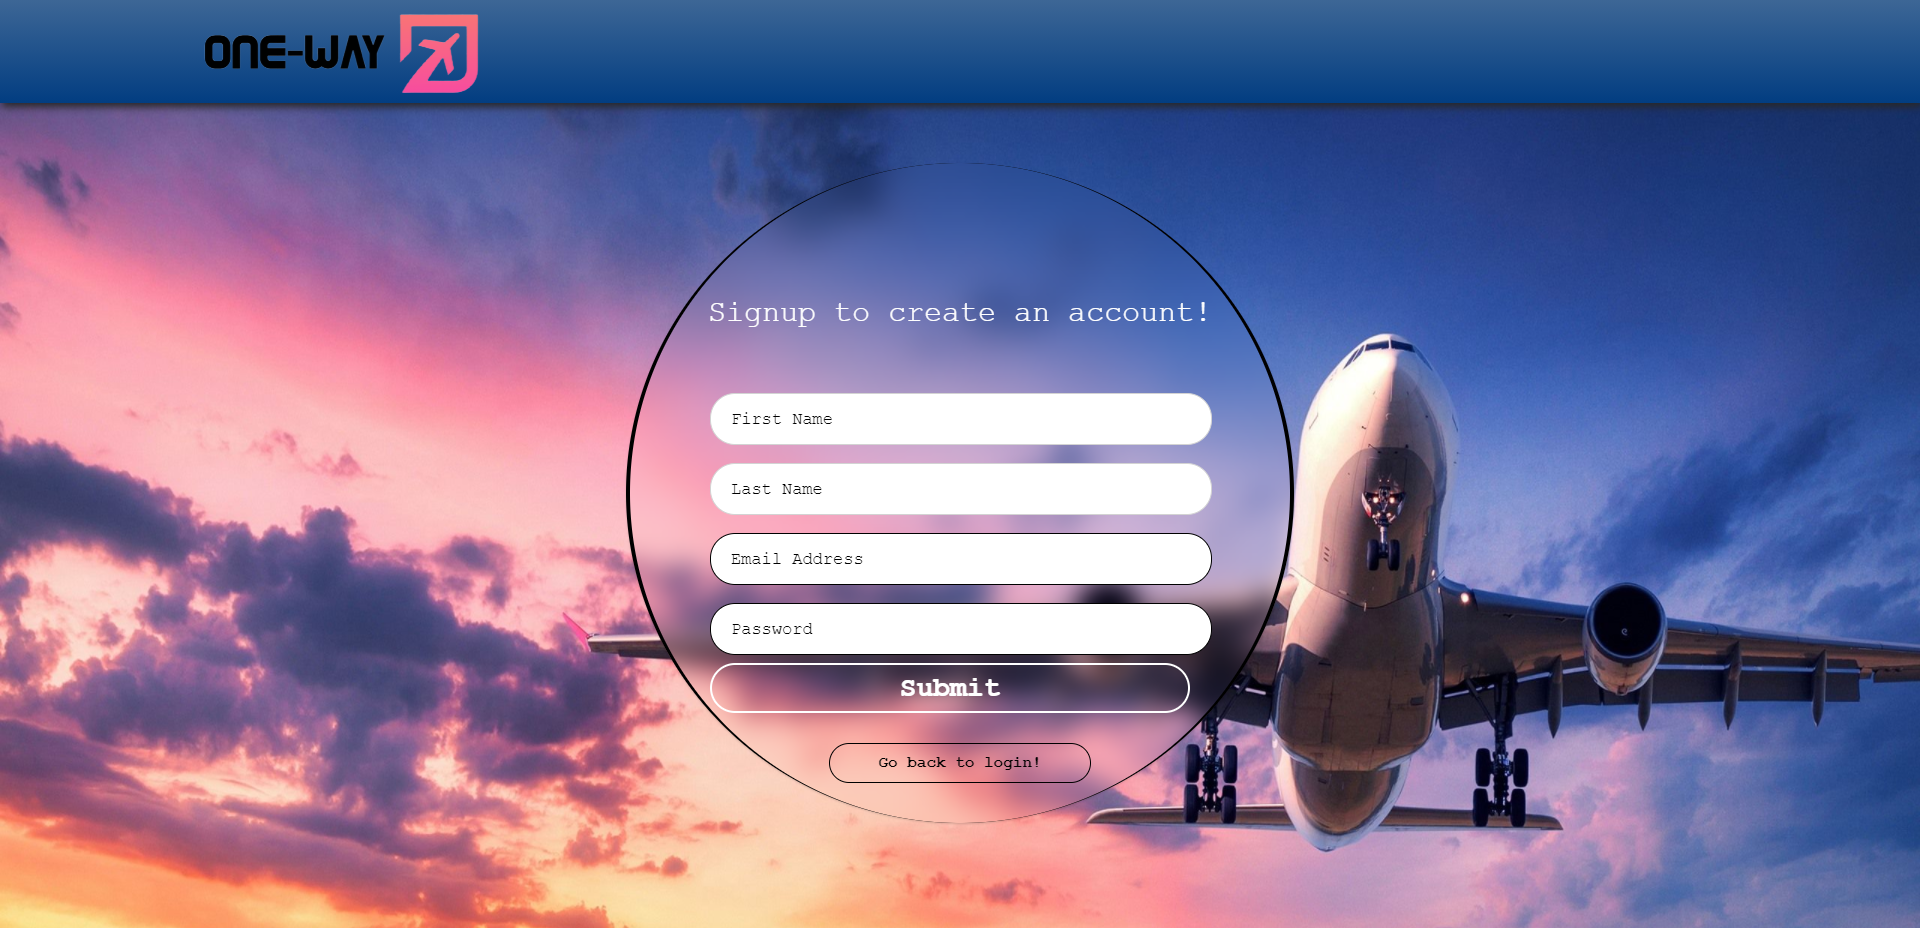 ONE-WAY
Signup to create an account!
First Name
Last Name
Email Address
Password
Submit
Go back to login!